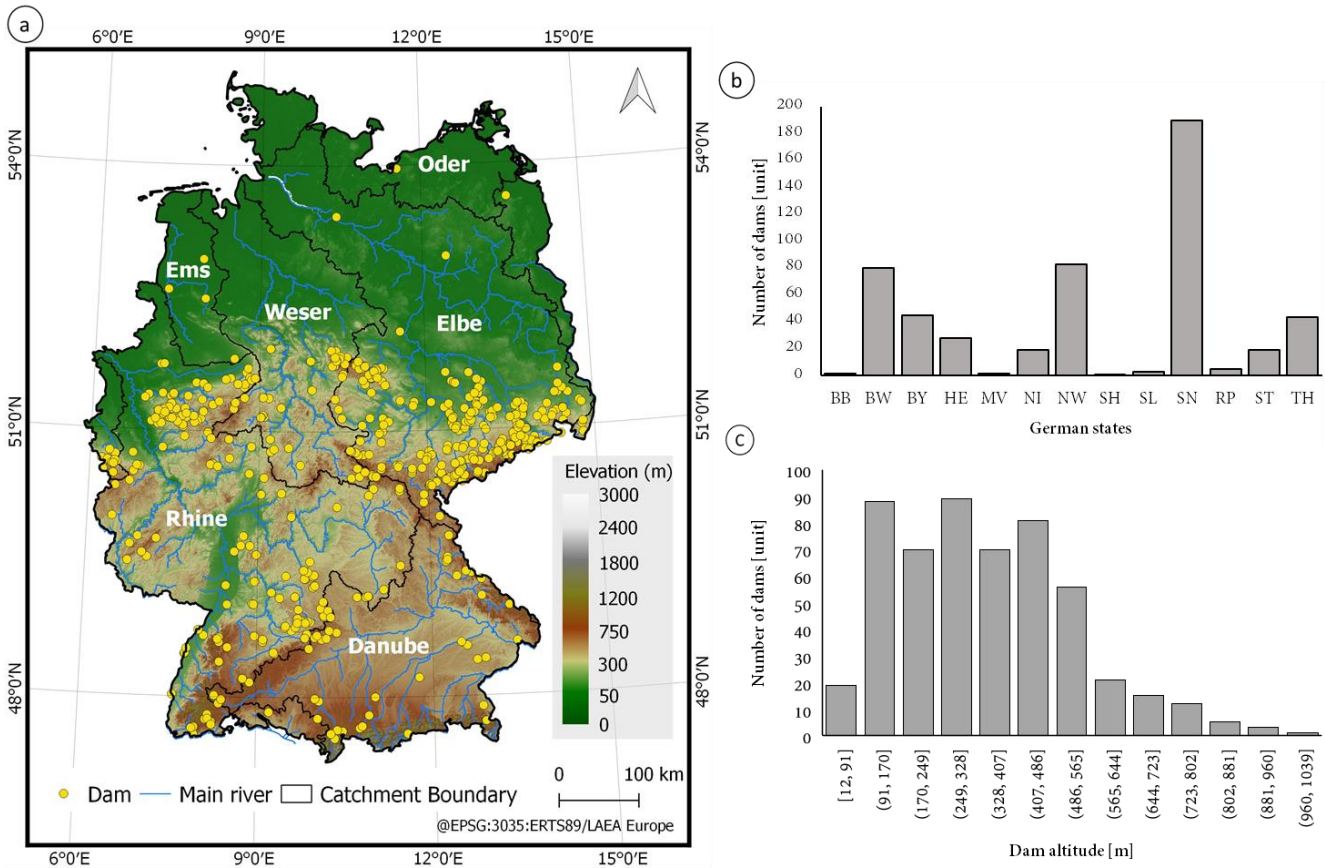 a
6°0'E 9°0'E 12°0'E 15°0'E
54°0'N 54°0'N
51°0'N 51°0'N
48°0'N 48°0'N
Oder
Ems
Weser
Elbe
Rhine
Danube
Elevation (m)
3000
2400
1800
1200
750
300
50
0
0 100 km
Dam Main river Catchment Boundary
@EPSG:3035:ERTS89/LAEA Europe
6°0'E 9°0'E 12°0'E 15°0'E
b
Number of dams [unit]
200
180
160
140
120
100
80
60
40
20
0
BB BW BY HE MV NI NW SH SL SN RP ST TH
German states
c
Number of dams [unit]
100
90
80
70
60
50
40
30
20
10
0
[12, 91] (91, 170] (170, 249] (249, 328] (328, 407] (407, 486] (486, 565] (565, 644] (644, 723] (723, 802] (802, 881] (881, 960] (960, 1039]
Dam altitude [m]